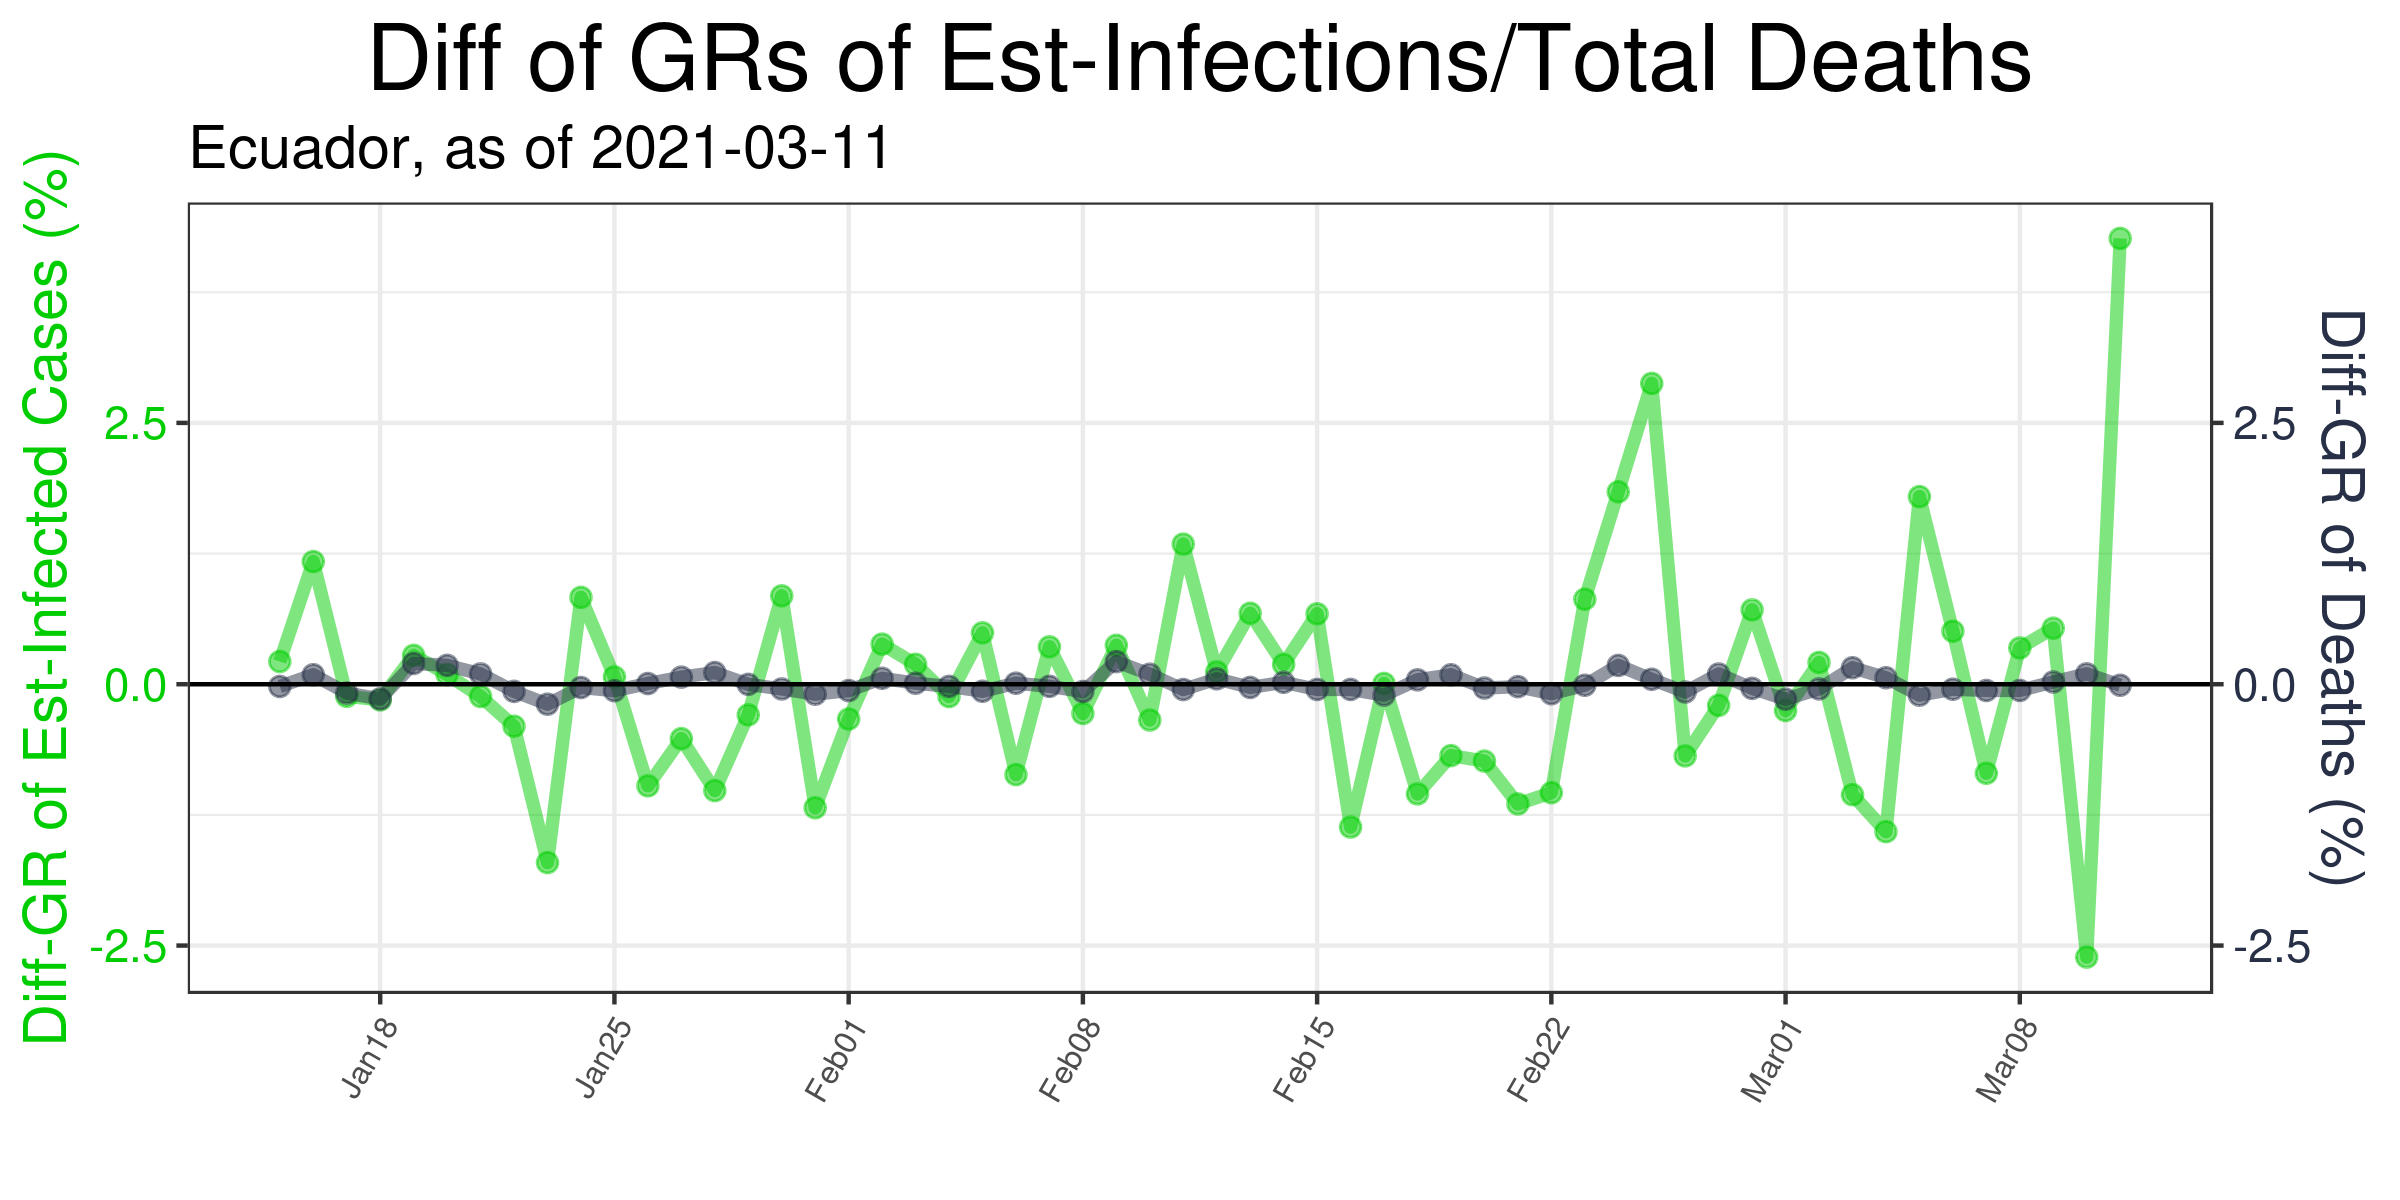 Diff of GRs of Est-Infections/Total Deaths
Ecuador, as of 2021-03-11
Diff-GR of Est-Infected Cases (%)
2.5
0.0
-2.5
2.5
0.0
-2.5
Diff-GR of Deaths (%)
Jan18
Jan25
Feb01
Feb08
Feb15
Feb22
Mar01
Mar08